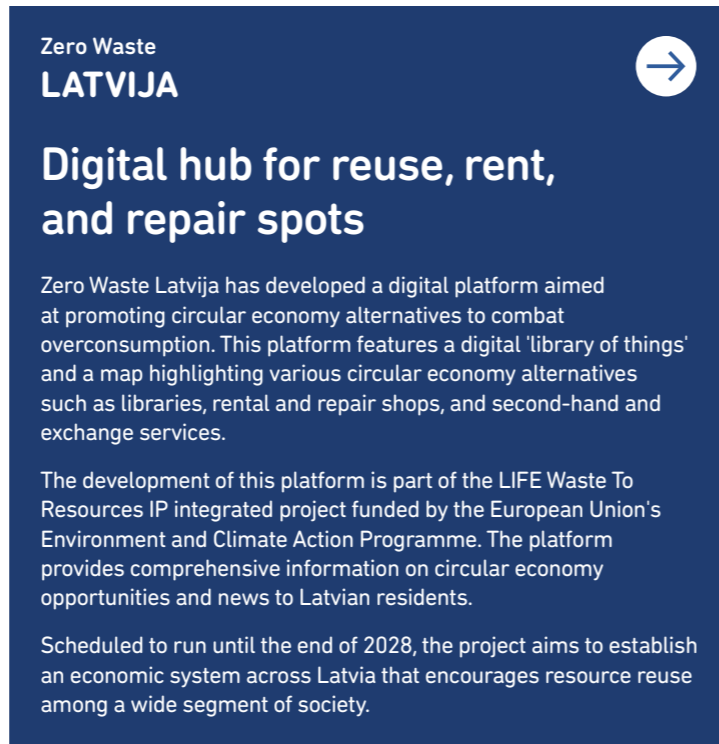 Zero Waste
LATVIJA
Digital hub for reuse, rent,
and repair spots
Zero Waste Latvija has developed a digital platform aimed
at promoting circular economy alternatives to combat
overconsumption. This platform features a digital 'library of things'
and a map highlighting various circular economy alternatives
such as libraries, rental and repair shops, and second-hand and
exchange services.
The development of this platform is part of the LIFE Waste To
Resources IP integrated project funded by the European Union's
Environment and Climate Action Programme. The platform
provides comprehensive information on circular economy
opportunities and news to Latvian residents.
Scheduled to run until the end of 2028, the project aims to establish
an economic system across Latvia that encourages resource reuse
among a wide segment of society.